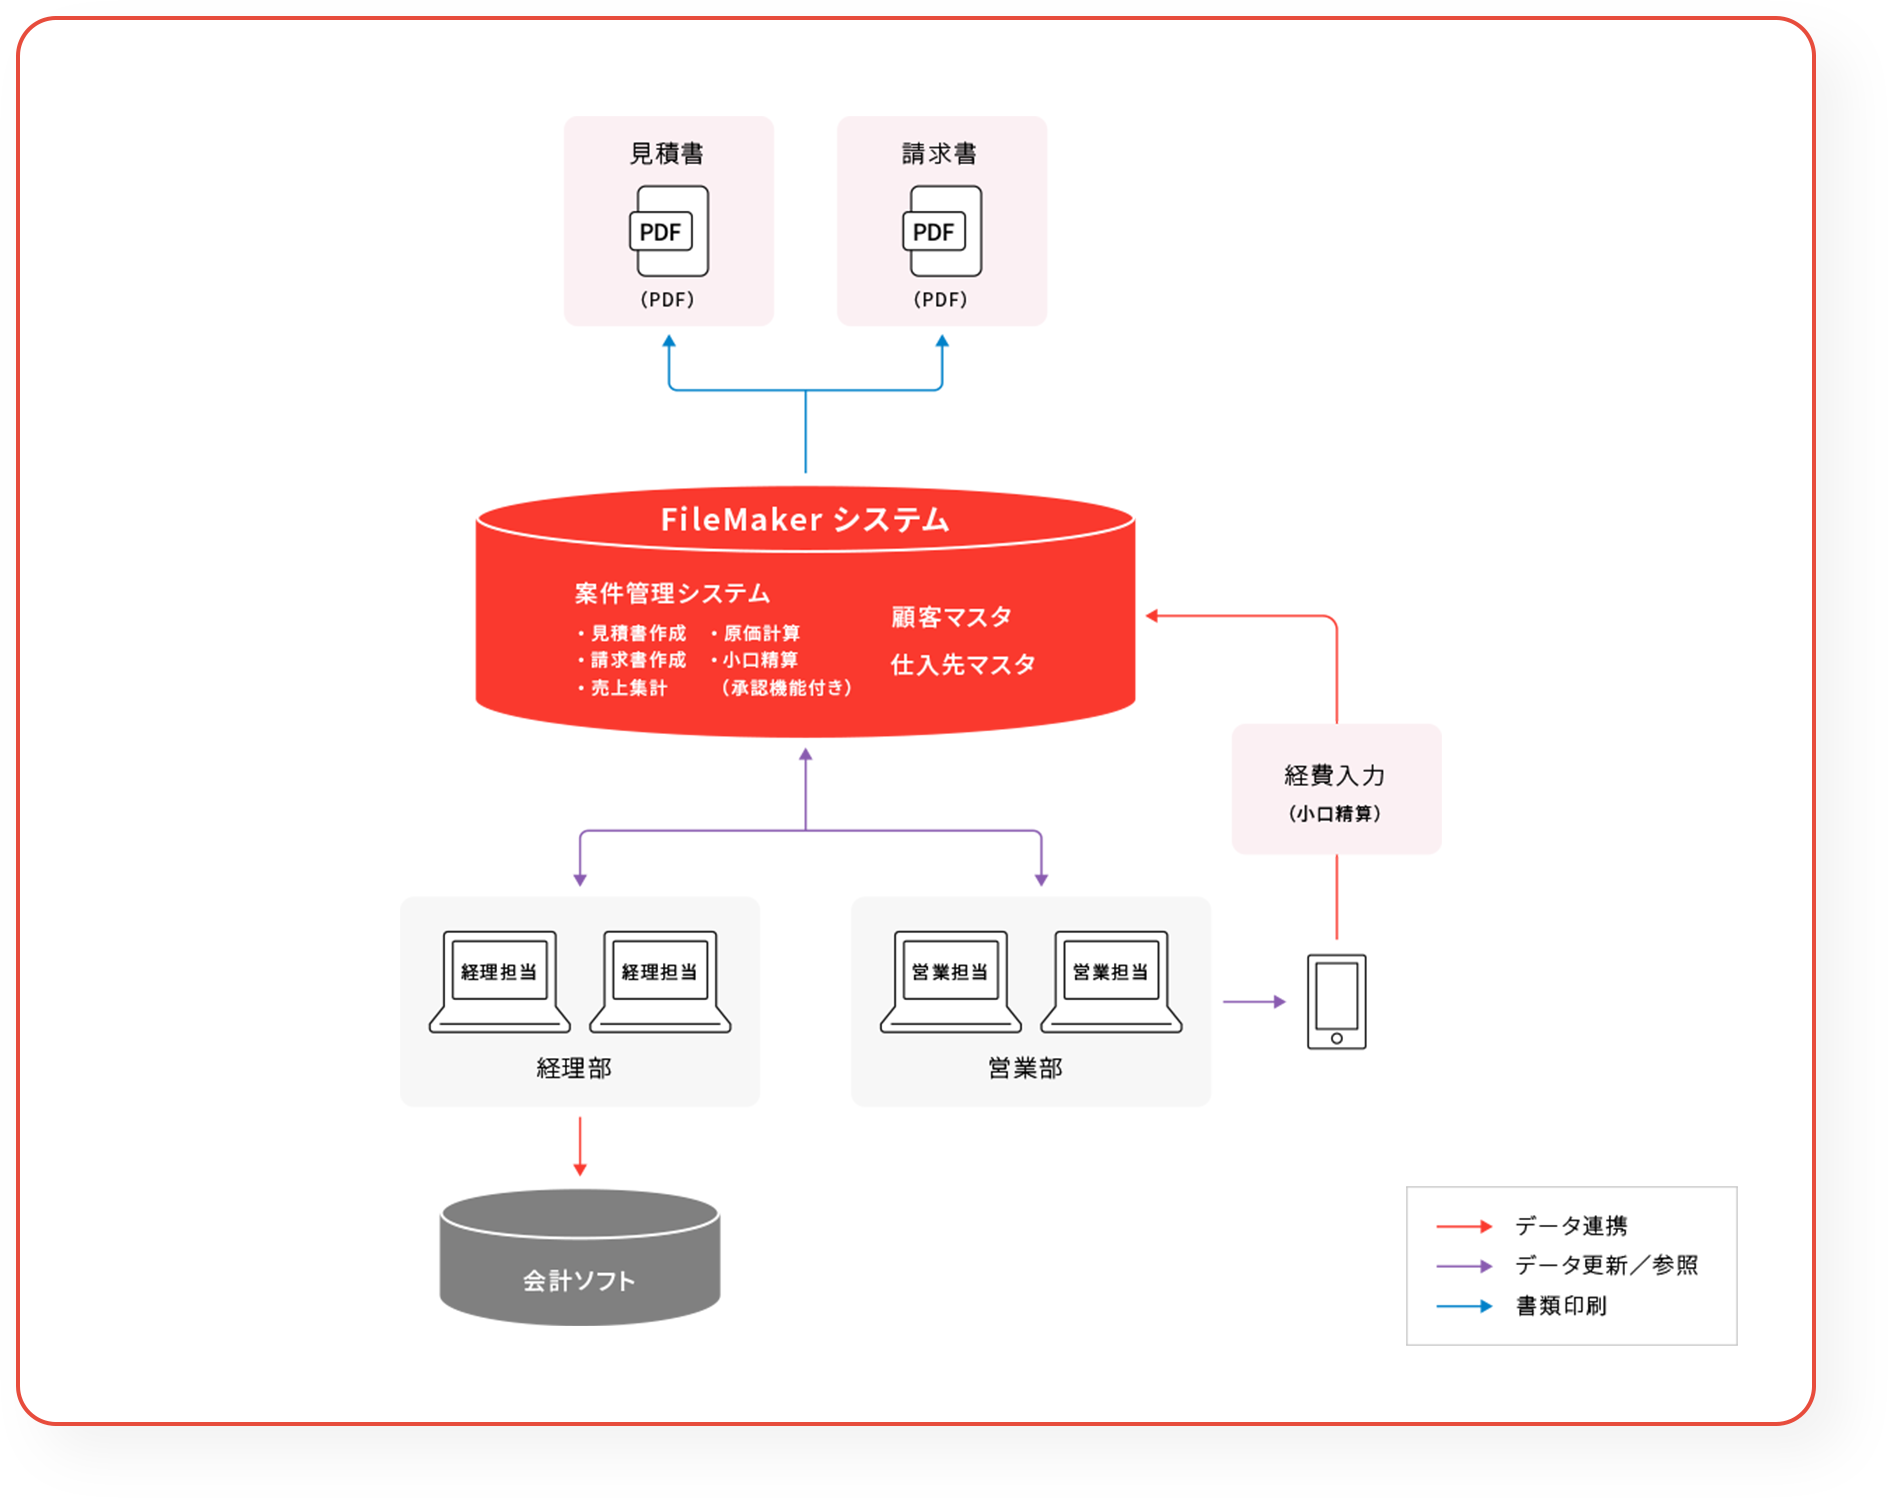 見積書
PDF
(PDF)
請求書
PDF
(PDF)
FileMaker システム
案件管理システム
・見積書作成
・請求書作成
・売上集計
・原価計算
・小口精算
（承認機能付き）
顧客マスタ
仕入先マスタ
経費入力
（小口精算）
経理担当
経理担当
経理部
営業担当
営業担当
営業部
会計ソフト
データ連携
データ更新／参照
書類印刷